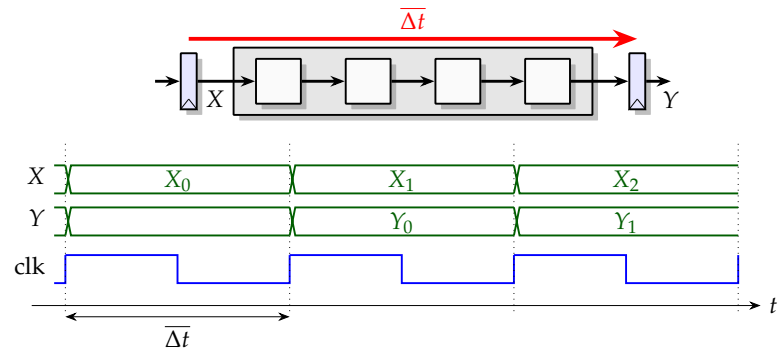 $\overline{\Delta t}$
X Y
X X₀ X₁ X₂
Y Y₀ Y₁
clk
t
$\overline{\Delta t}$